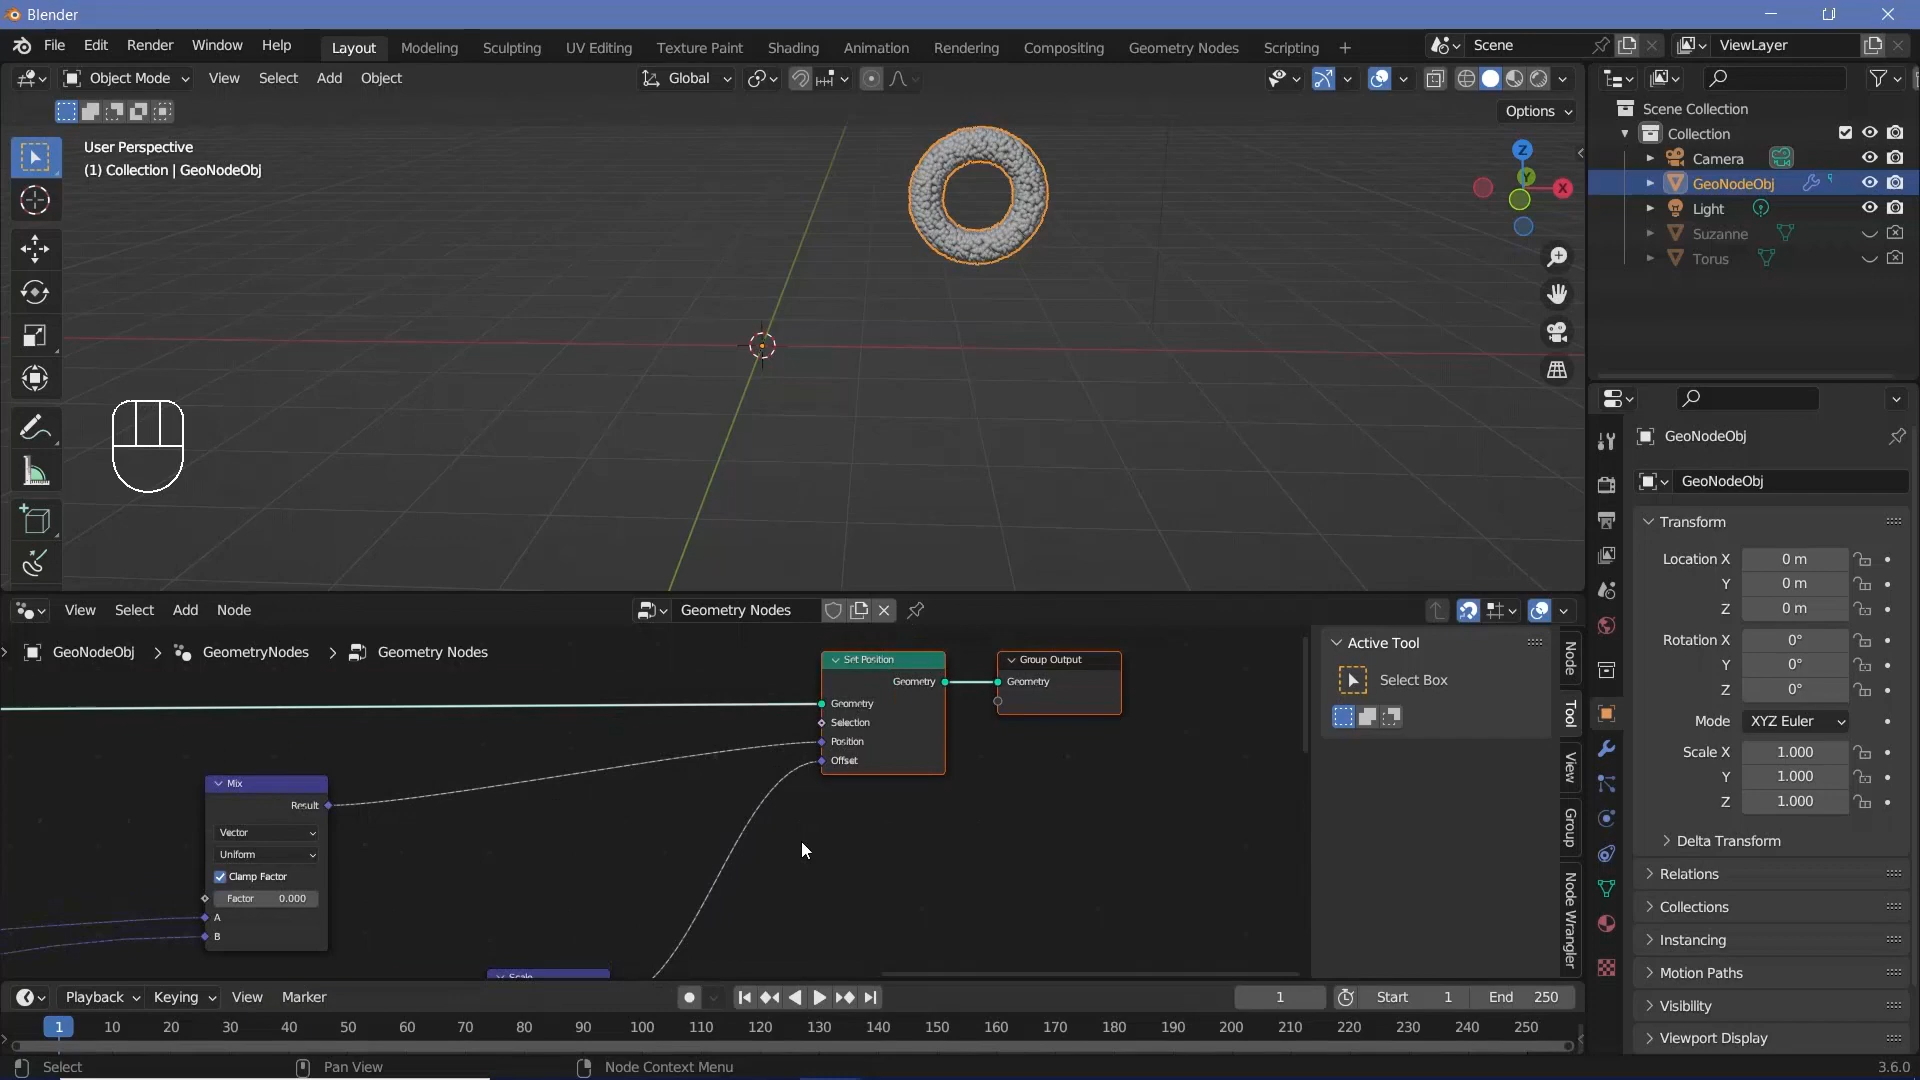 Blender
File Edit Render Window Help
Layout Modeling Sculpting UV Editing Texture Paint Shading Animation Rendering Compositing Geometry Nodes Scripting +
Scene
ViewLayer
Object Mode View Select Add Object
Global
Options
User Perspective
(1) Collection | GeoNodeObj
Z
Y
X
Scene Collection
Collection
Camera
GeoNodeObj
Light
Suzanne
Torus
GeoNodeObj
GeoNodeObj
Transform
Location X 0 m
Y 0 m
Z 0 m
Rotation X 0°
Y 0°
Z 0°
Mode XYZ Euler
Scale X 1.000
Y 1.000
Z 1.000
Delta Transform
Relations
Collections
Instancing
Motion Paths
Visibility
Viewport Display
View Select Add Node
Geometry Nodes
GeoNodeObj > GeometryNodes > Geometry Nodes
Set Position
Geometry
Geometry
Selection
Position
Offset
Group Output
Geometry
Mix
Result
Vector
Uniform
Clamp Factor
Factor 0.000
A
B
Scale
Active Tool
Select Box
Node
Tool
View
Group
Node Wrangler
Playback Keying View Marker
1
Start 1
End 250
1 10 20 30 40 50 60 70 80 90 100 110 120 130 140 150 160 170 180 190 200 210 220 230 240 250
Select
Pan View
Node Context Menu
3.6.0